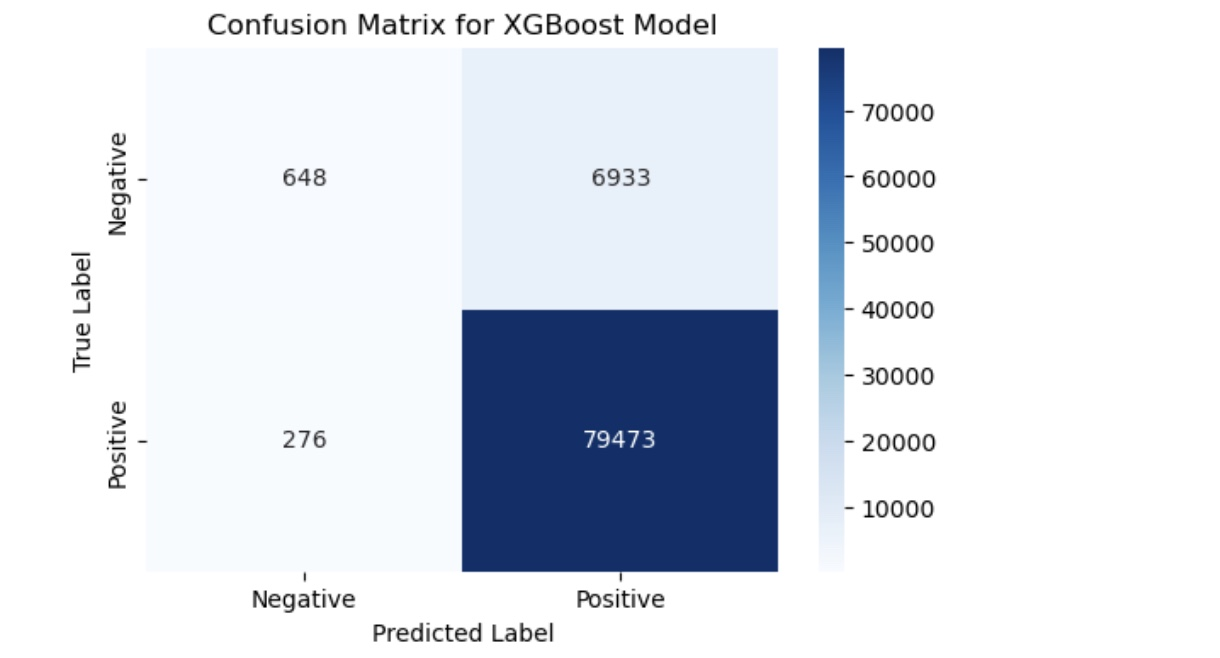 Confusion Matrix for XGBoost Model
True Label
Negative
648
6933
Positive
276
79473
Negative
Positive
Predicted Label
70000
60000
50000
40000
30000
20000
10000